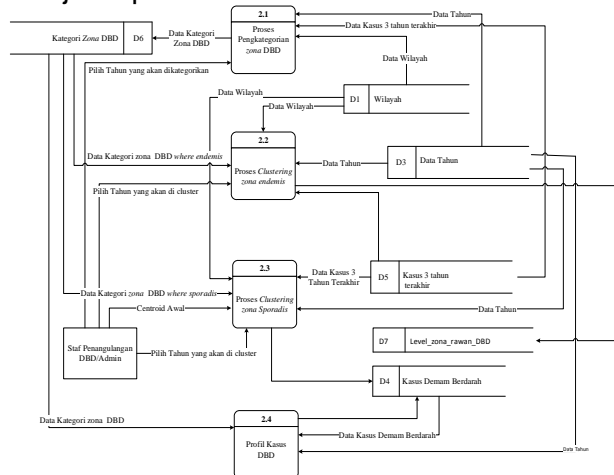 2.1
Proses
Pengkategorian
zona DBD
Kategori Zona DBD
D6
Data Kategori
Zona DBD
Data Tahun
Data Kasus 3 tahun terakhir
Data Wilayah
Pilih Tahun yang akan dikategorikan
Data Wilayah
D1
Wilayah
Data Wilayah
2.2
Proses Clustering
zona endemis
Data Kategori zona DBD where endemis
Data Tahun
D3
Data Tahun
Pilih Tahun yang akan di cluster
2.3
Proses Clustering
zona Sporadis
Data Kasus 3
Tahun Terakhir
D5
Kasus 3 tahun
terakhir
Data Kategori zona DBD where sporadis
Centroid Awal
Data Tahun
Staf Penangulangan
DBD/Admin
Pilih Tahun yang akan di cluster
D7
Level_zona_rawan_DBD
D4
Kasus Demam Berdarah
2.4
Profil Kasus
DBD
Data Kategori zona DBD
Data Kasus Demam Berdarah
Data Tahun